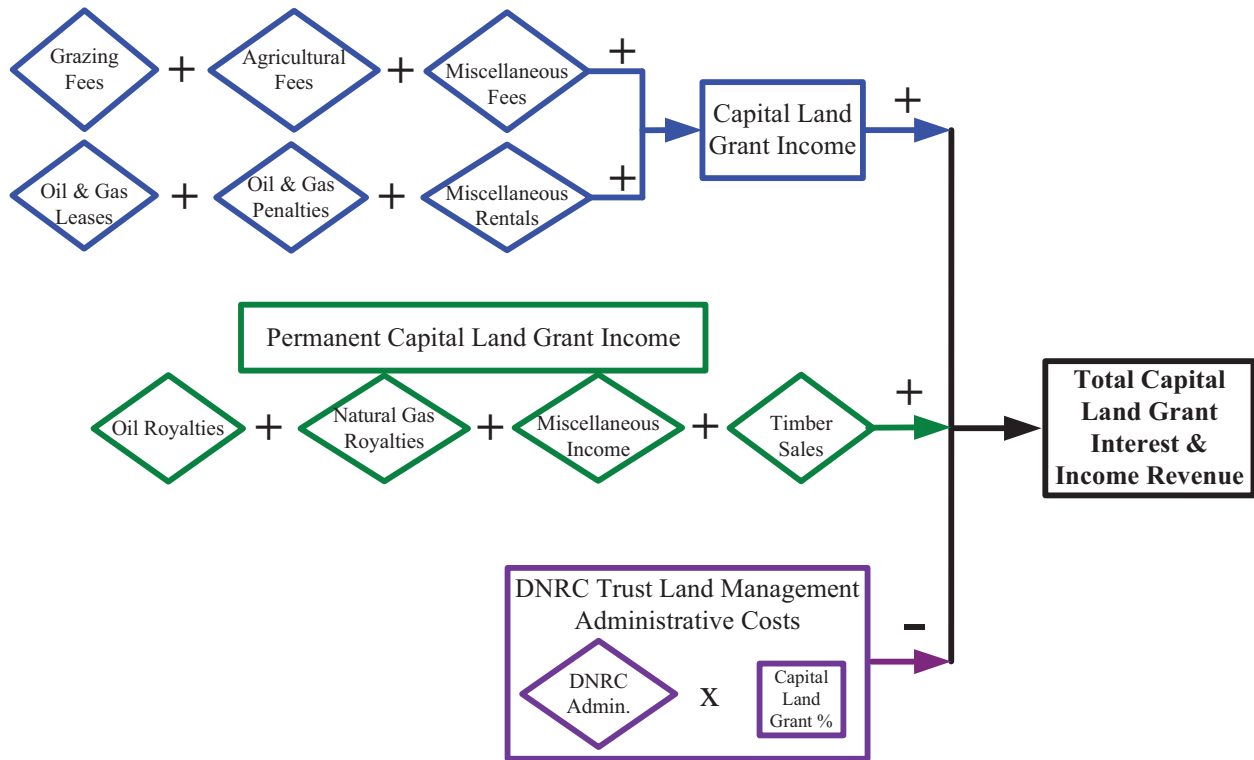 Grazing
Fees
+
Agricultural
Fees
+
Miscellaneous
Fees
+
Oil & Gas
Leases
+
Oil & Gas
Penalties
+
Miscellaneous
Rentals
+
Capital Land
Grant Income
+
Permanent Capital Land Grant Income
Oil Royalties
+
Natural Gas
Royalties
+
Miscellaneous
Income
+
Timber
Sales
+
Total Capital
Land Grant
Interest &
Income Revenue
DNRC Trust Land Management
Administrative Costs
DNRC
Admin.
x
Capital
Land
Grant %
-